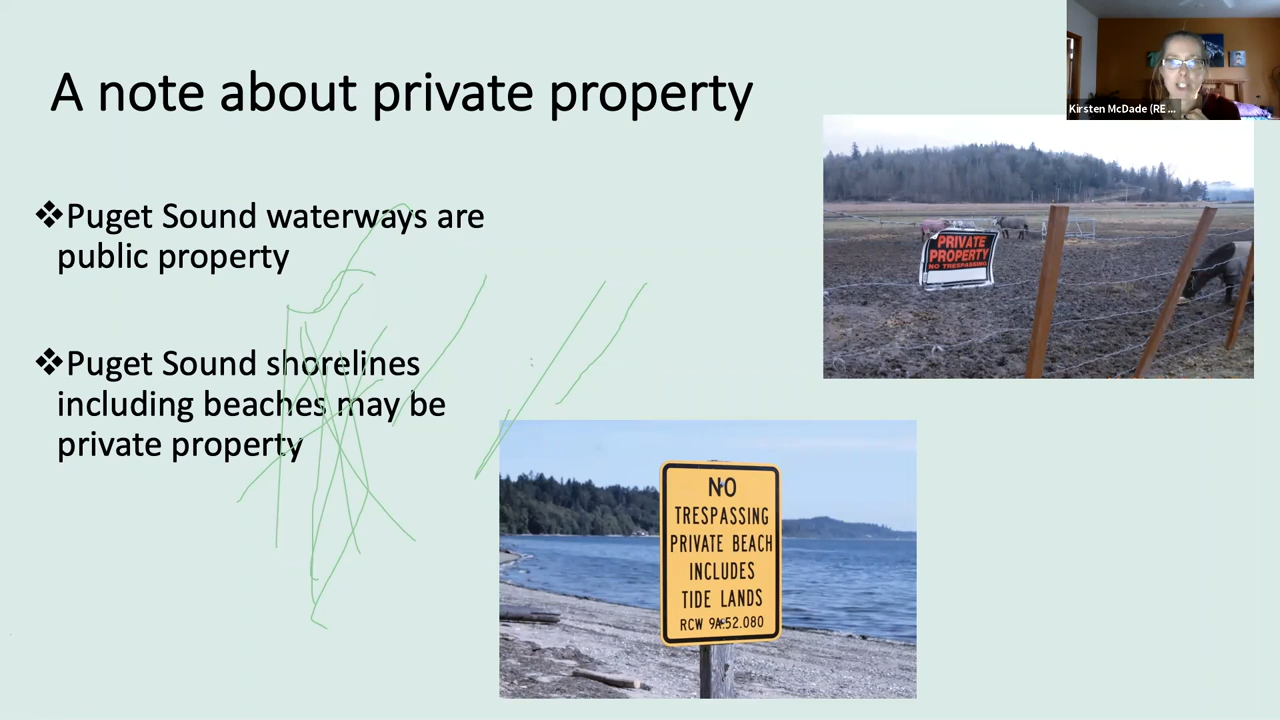 A note about private property
Kirsten McDade (RE ...
❖Puget Sound waterways are
public property
❖Puget Sound shorelines
including beaches may be
private property
PRIVATE
PROPERTY
NO TRESPASSING
NO
TRESPASSING
PRIVATE BEACH
INCLUDES
TIDE LANDS
RCW 9A.52.080